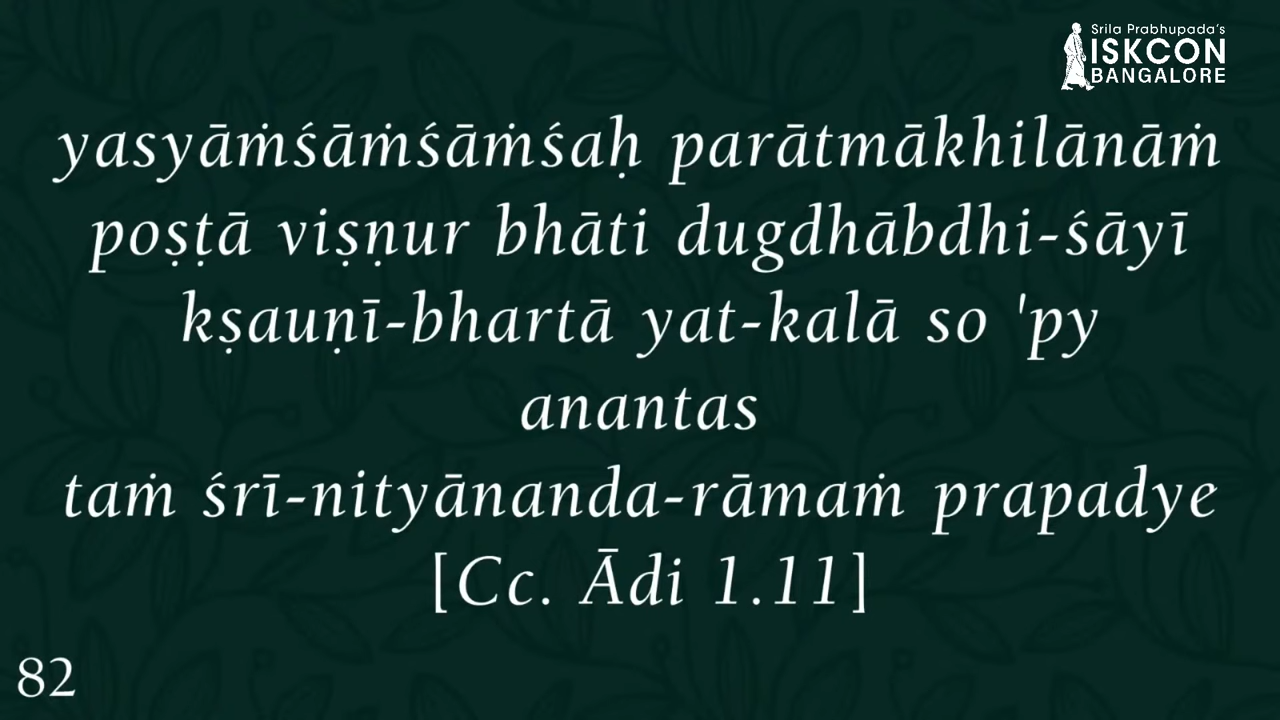 Srila Prabhupada's
ISKCON
BANGALORE
yasyāṁśāṁśāṁśaḥ parātmākhilānāṁ
poṣṭā viṣṇur bhāti dugdhābdhi-śāyī
kṣauṇī-bhartā yat-kalā so 'py
anantas
taṁ śrī-nityānanda-rāmaṁ prapadye
[Cc. Ādi 1.11]
82